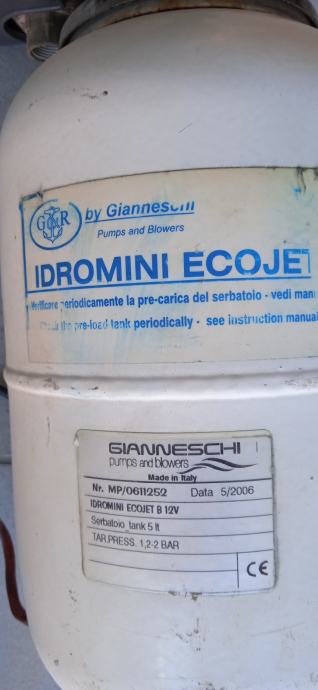 G&R
by Gianneschi
Pumps and Blowers
IDROMINI ECOJET
Verificare periodicamente la pre-carica del serbatoio - vedi man
Check the pre-load tank periodically - see instruction manual
GIANNESCHI
pumps and blowers
Made in Italy
Nr. MP/0611252 Data 5/2006
IDROMINI ECOJET B 12V
Serbatoio tank 5 lt
TAR.PRESS. 1,2-2 BAR
CE